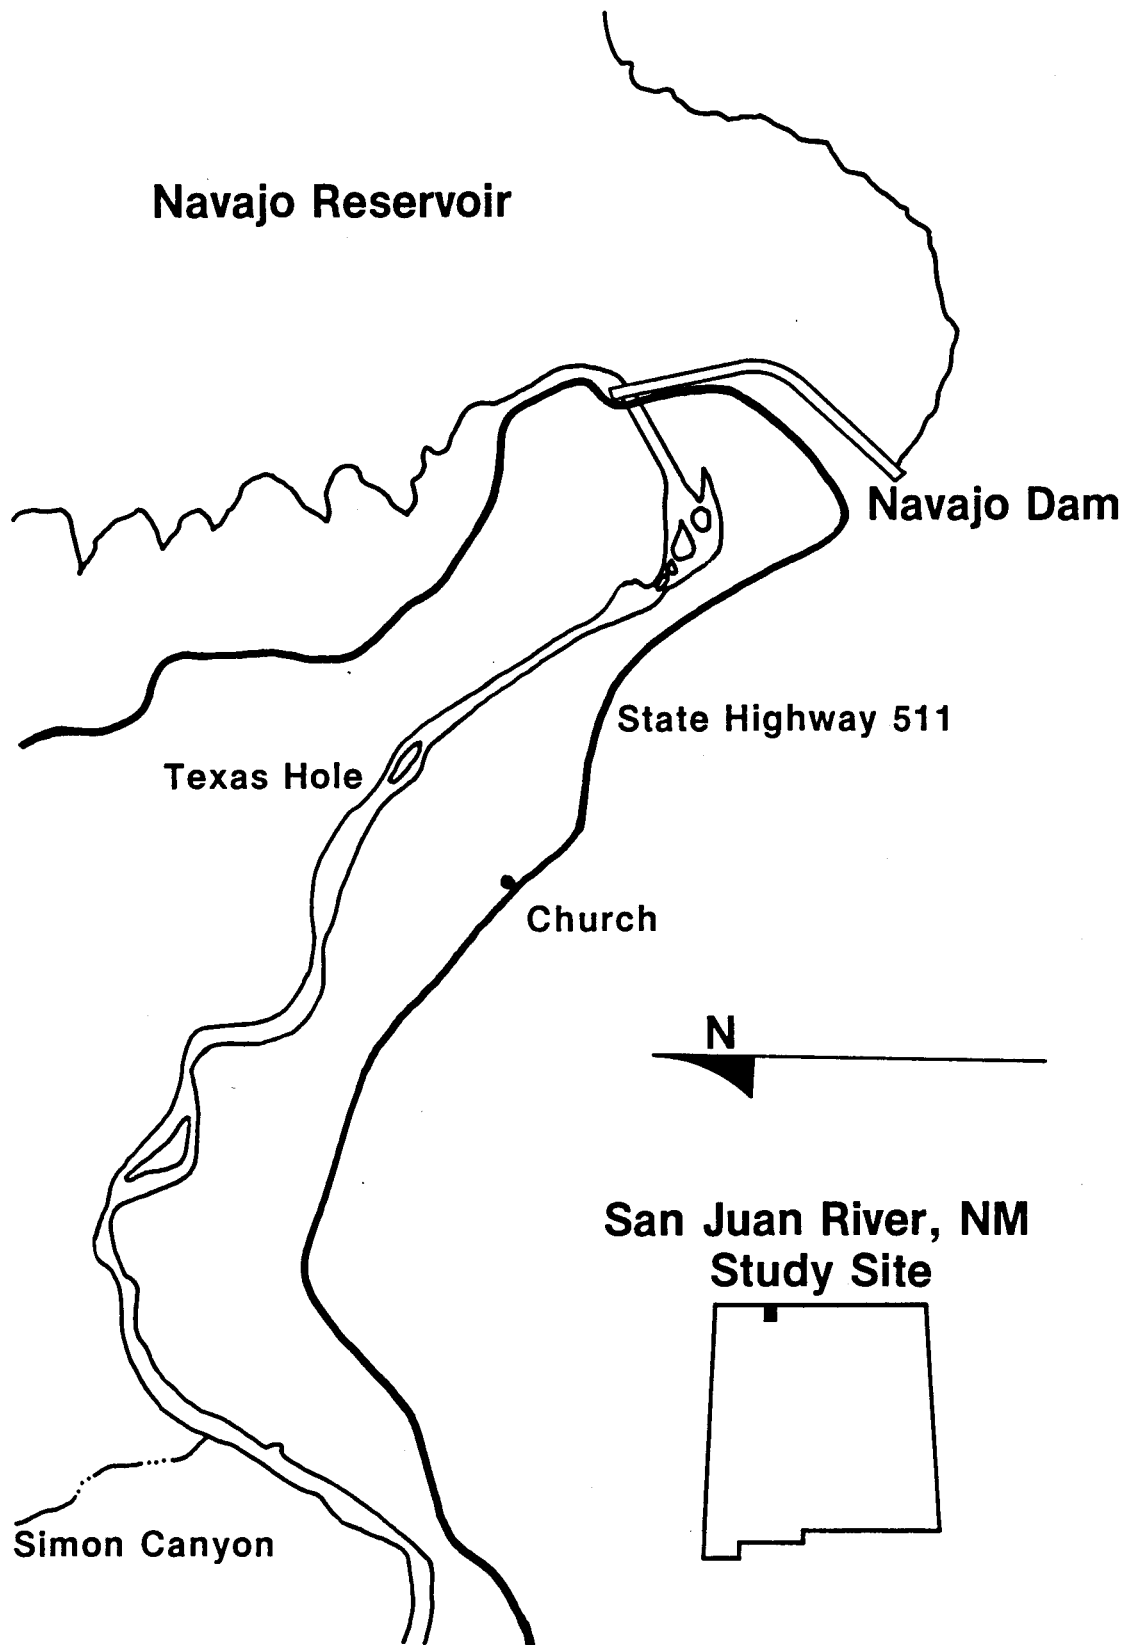 Navajo Reservoir
Navajo Dam
State Highway 511
Texas Hole
Church
N
San Juan River, NM
Study Site
Simon Canyon